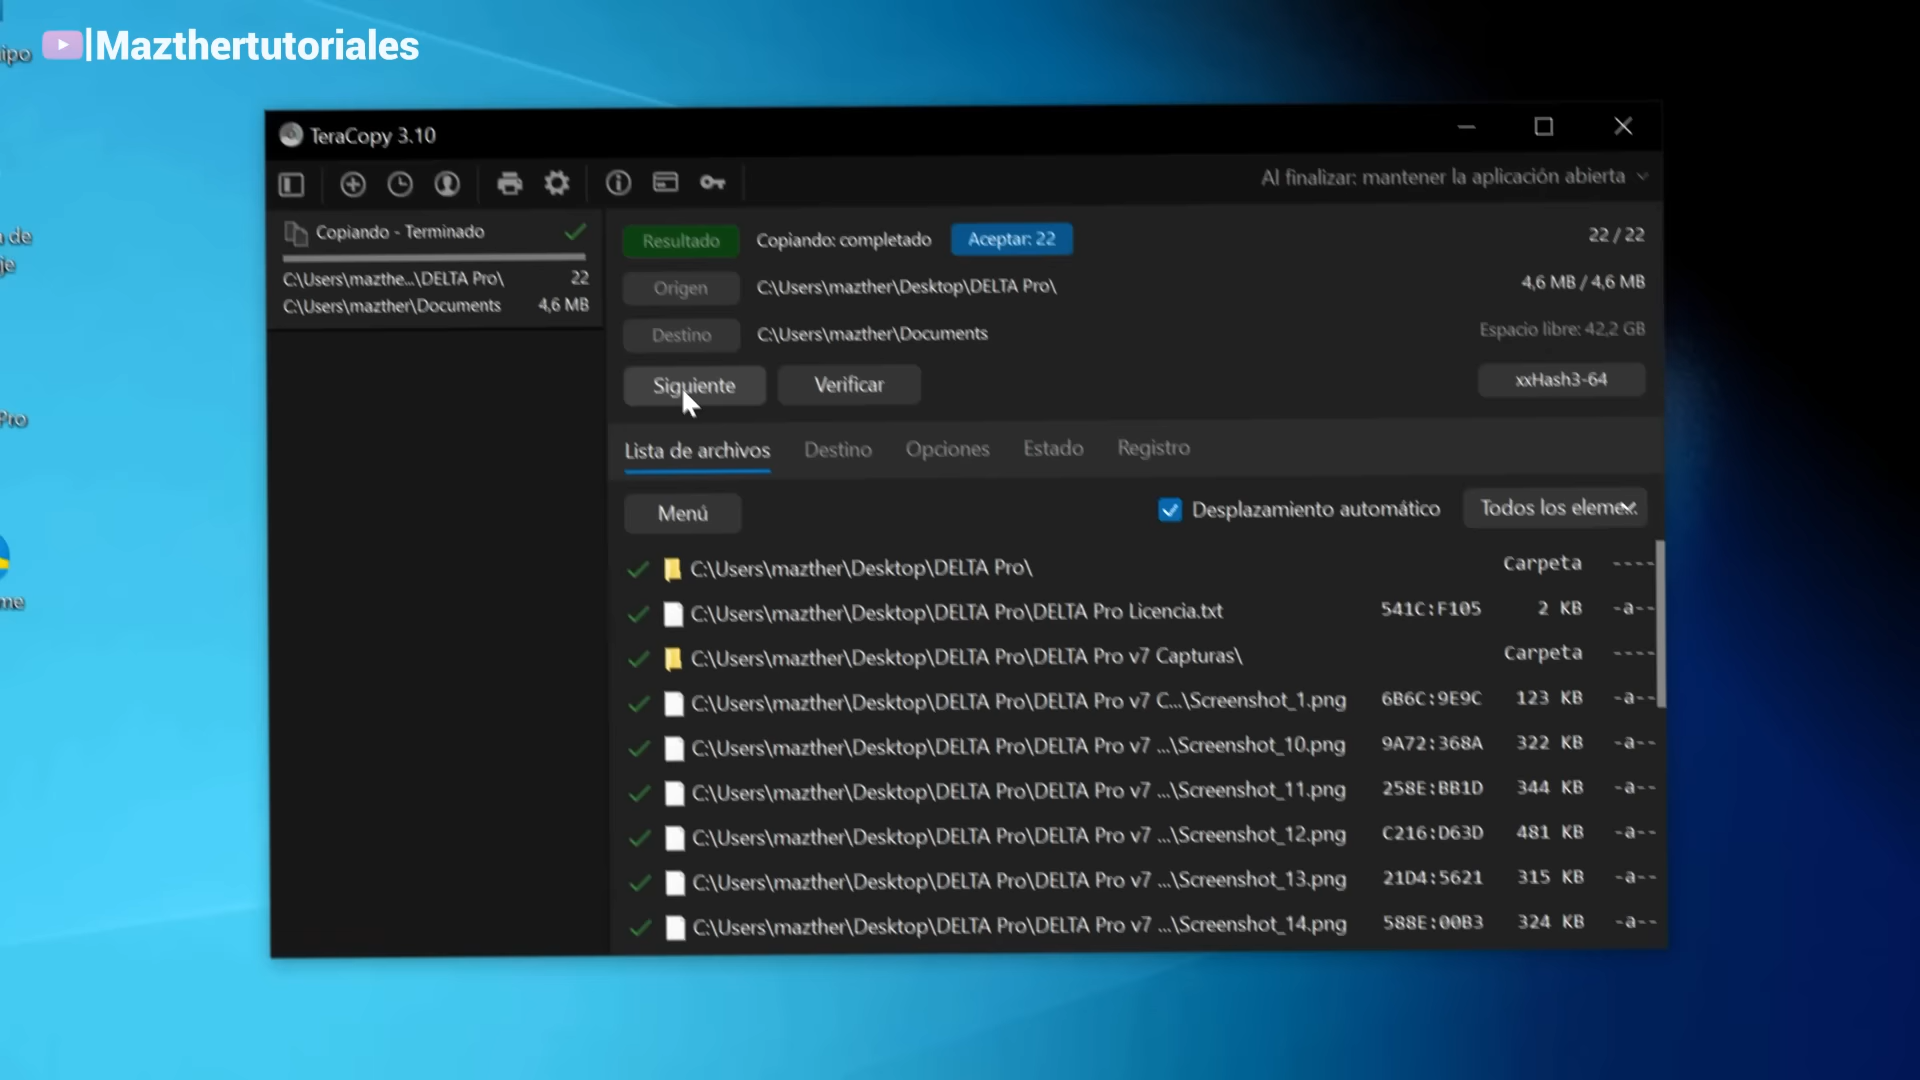 |Mazthertutoriales
ipo
TeraCopy 3.10
Al finalizar: mantener la aplicación abierta
Copiando - Terminado
C:\Users\mazthe...\DELTA Pro\ 22
C:\Users\mazther\Documents 4,6 MB
Resultado Copiando: completado Aceptar: 22 22 / 22
Origen C:\Users\mazther\Desktop\DELTA Pro\ 4,6 MB / 4,6 MB
Destino C:\Users\mazther\Documents Espacio libre: 42,2 GB
Siguiente Verificar xxHash3-64
Lista de archivos Destino Opciones Estado Registro
Menú Desplazamiento automático Todos los eleme...
C:\Users\mazther\Desktop\DELTA Pro\ Carpeta ----
C:\Users\mazther\Desktop\DELTA Pro\DELTA Pro Licencia.txt 541C:F105 2 KB -a--
C:\Users\mazther\Desktop\DELTA Pro\DELTA Pro v7 Capturas\ Carpeta ----
C:\Users\mazther\Desktop\DELTA Pro\DELTA Pro v7 C...\Screenshot_1.png 6B6C:9E9C 123 KB -a--
C:\Users\mazther\Desktop\DELTA Pro\DELTA Pro v7 ...\Screenshot_10.png 9A72:368A 322 KB -a--
C:\Users\mazther\Desktop\DELTA Pro\DELTA Pro v7 ...\Screenshot_11.png 258E:BB1D 344 KB -a--
C:\Users\mazther\Desktop\DELTA Pro\DELTA Pro v7 ...\Screenshot_12.png C216:D63D 481 KB -a--
C:\Users\mazther\Desktop\DELTA Pro\DELTA Pro v7 ...\Screenshot_13.png 21D4:5621 315 KB -a--
C:\Users\mazther\Desktop\DELTA Pro\DELTA Pro v7 ...\Screenshot_14.png 588E:00B3 324 KB -a--
de
je
Pro
me